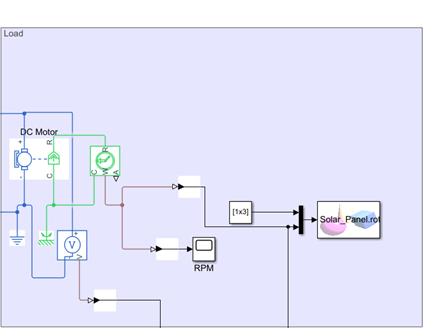 Load
DC Motor
+
R
R
C
W
A
-
C
[1x3]
Solar_Panel.rot
+
V
V
RPM